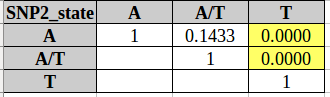 SNP2_state A A/T T
A 1 0.1433 0.0000
A/T 1 0.0000
T 1